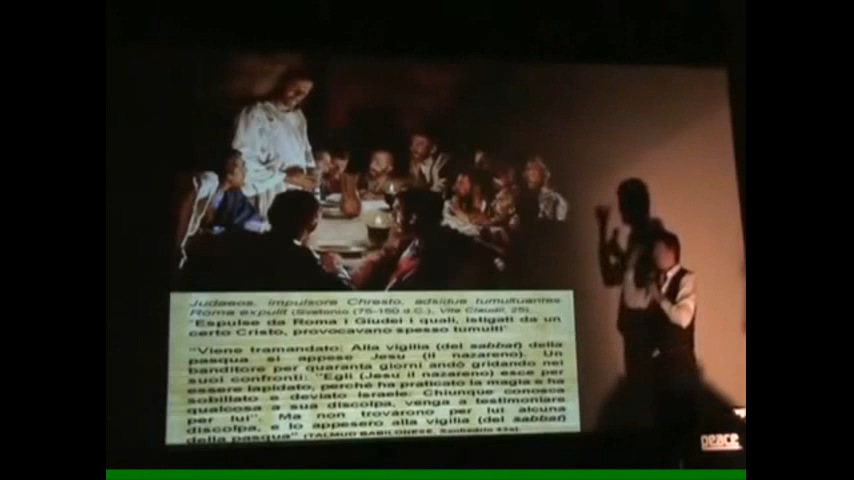 Judaeos, impulsore Chresto, adsidue tumultuantes
Roma expulit (Svetonio (75-150 d.C.), Vita Claudii, 25).
"Espulse da Roma i Giudei i quali, istigati da un
certo Cristo, provocavano spesso tumulti"
"Viene tramandato: Alla vigilia (del sabbat) della
pasqua si appese Jesu (il nazareno). Un
banditore per quaranta giorni andò gridando nei
suoi confronti: "Egli (Jesu il nazareno) esce per
essere lapidato, perché ha praticato la magia e ha
sobillato e deviato Israele. Chiunque conosca
qualcosa a sua discolpa, venga a testimoniare
per lui". Ma non trovarono per lui alcuna
discolpa, e lo appesero alla vigilia (del sabbat)
della pasqua" (TALMUD BABILONESE, Sanhedrin 43a).
peace